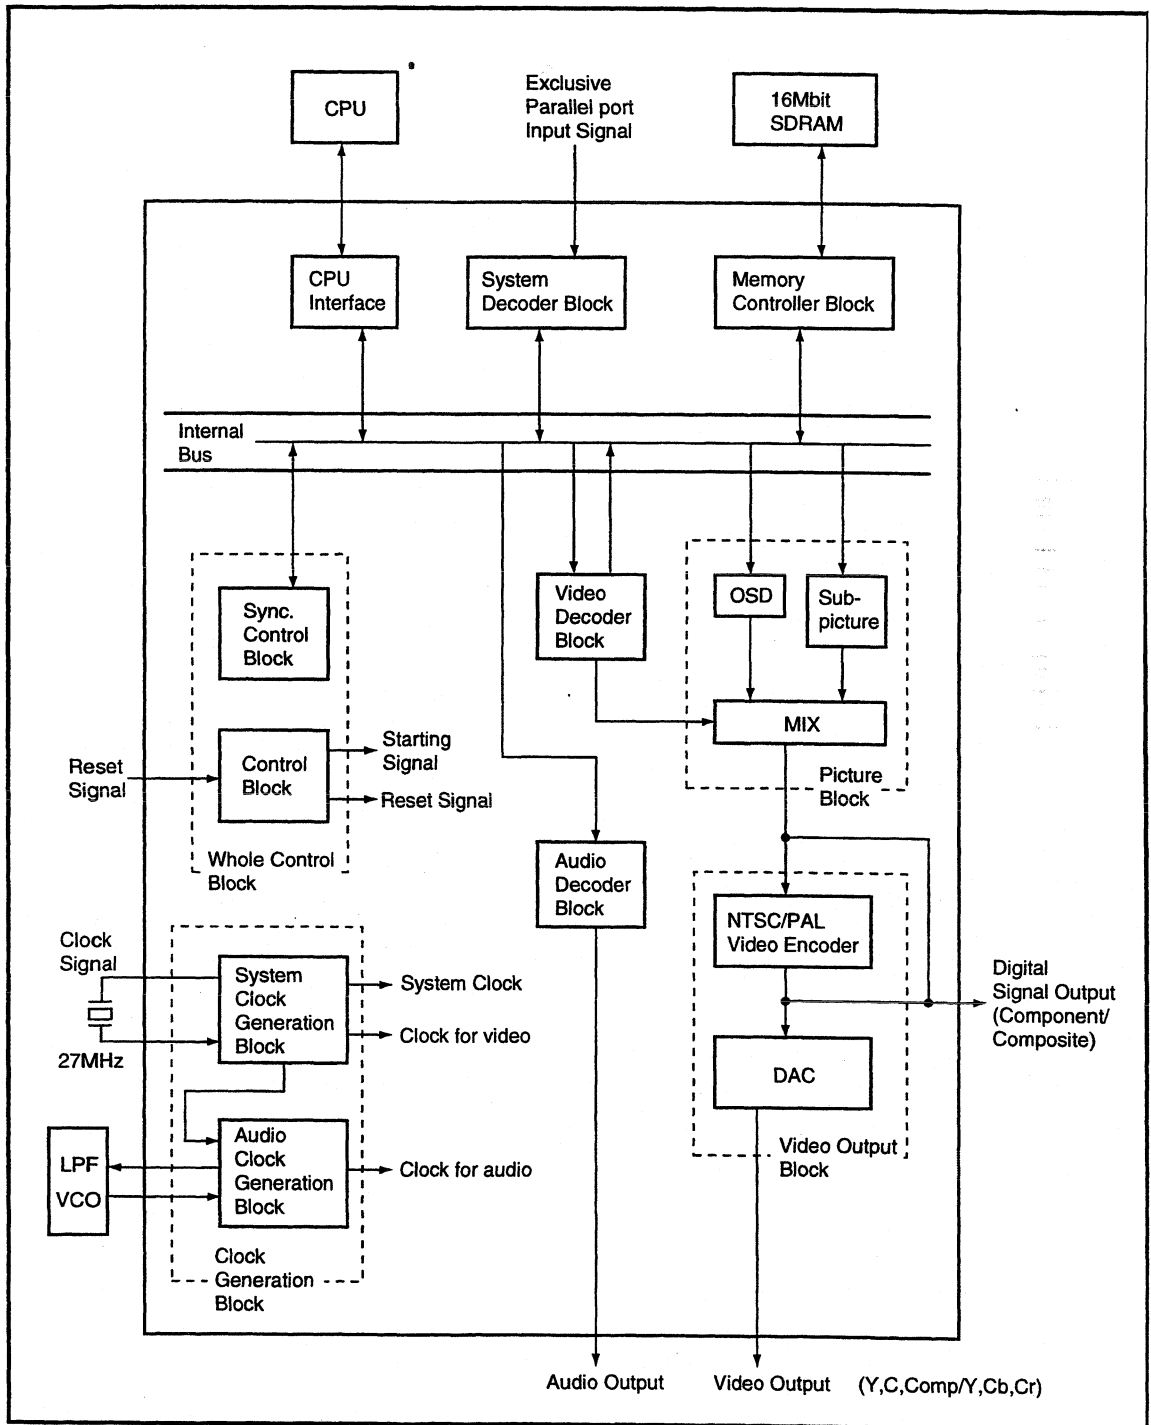 CPU
Exclusive
Parallel port
Input Signal
16Mbit
SDRAM
CPU
Interface
System
Decoder Block
Memory
Controller Block
Internal
Bus
Sync.
Control
Block
Video
Decoder
Block
OSD
Sub-
picture
MIX
Picture
Block
Reset
Signal
Control
Block
Starting
Signal
Reset Signal
Whole Control
Block
Audio
Decoder
Block
NTSC/PAL
Video Encoder
Clock
Signal
27MHz
System
Clock
Generation
Block
System Clock
Clock for video
Digital
Signal Output
(Component/
Composite)
DAC
Video Output
Block
LPF
VCO
Audio
Clock
Generation
Block
Clock for audio
Clock
Generation
Block
Audio Output
Video Output (Y,C,Comp/Y,Cb,Cr)